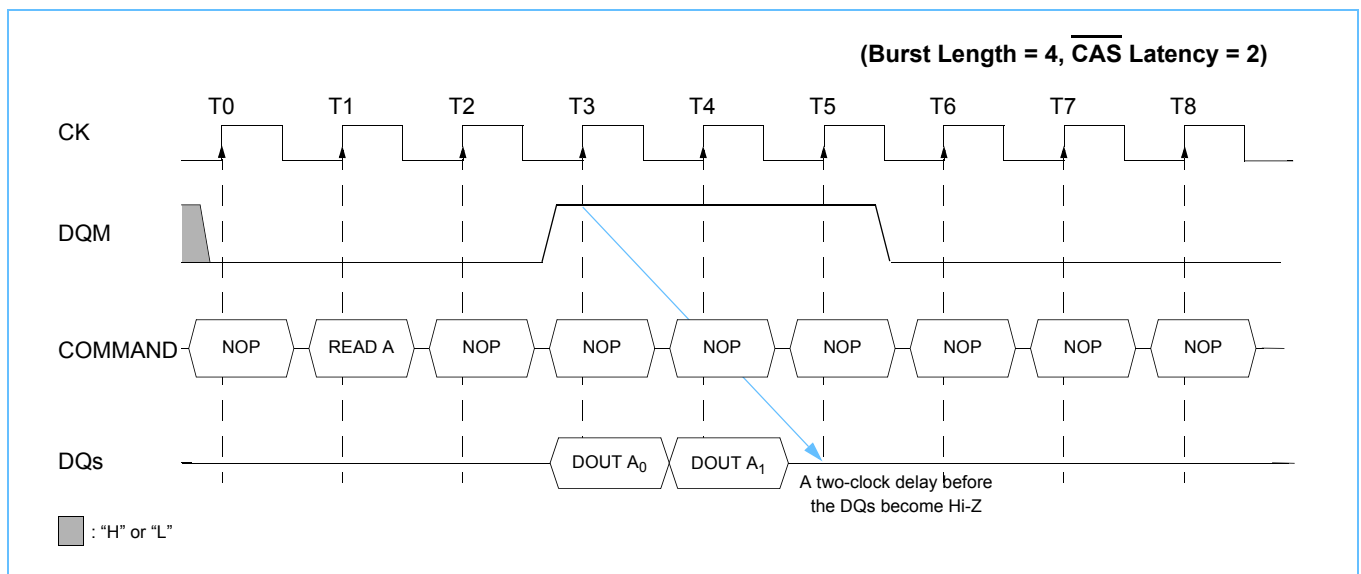 (Burst Length = 4, C̅A̅S̅ Latency = 2)
T0 T1 T2 T3 T4 T5 T6 T7 T8
CK
DQM
COMMAND NOP READ A NOP NOP NOP NOP NOP NOP NOP
DQs DOUT A₀ DOUT A₁
A two-clock delay before
the DQs become Hi-Z
: “H” or “L”